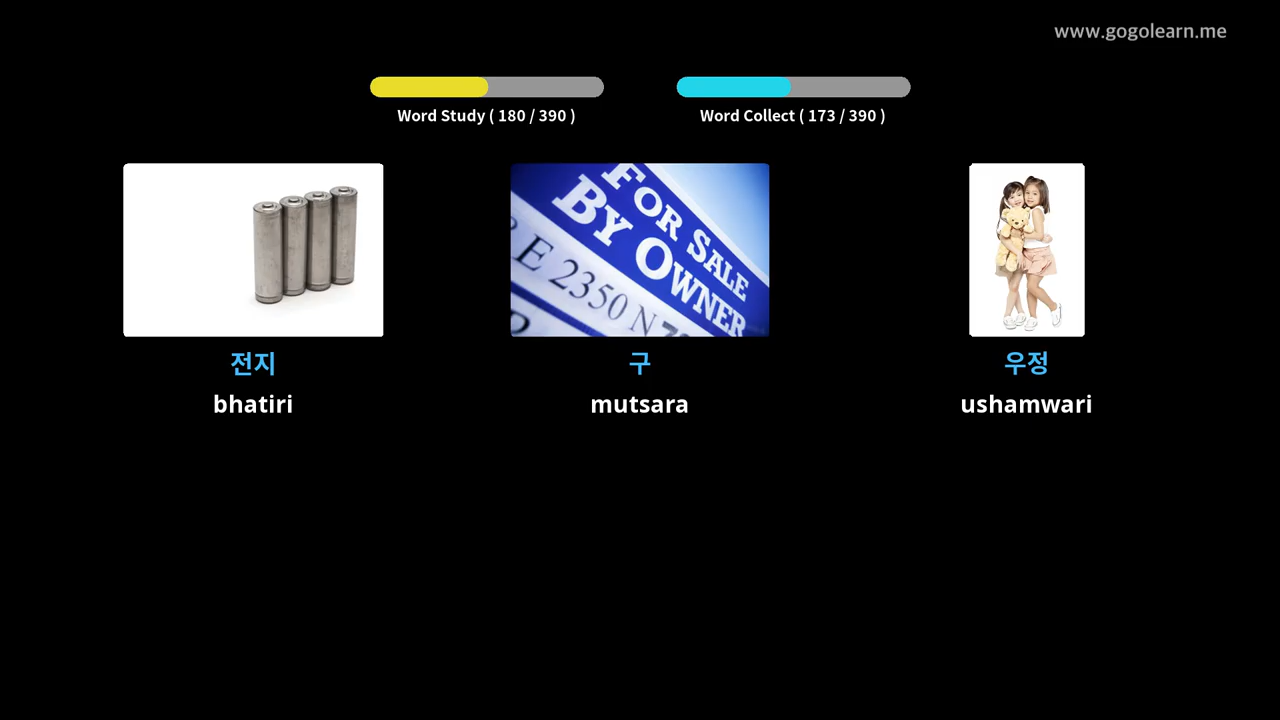 www.gogolearn.me
Word Study ( 180 / 390 )
Word Collect ( 173 / 390 )
FOR SALE
BY OWNER
E 2350 N
전지
구
우정
bhatiri
mutsara
ushamwari